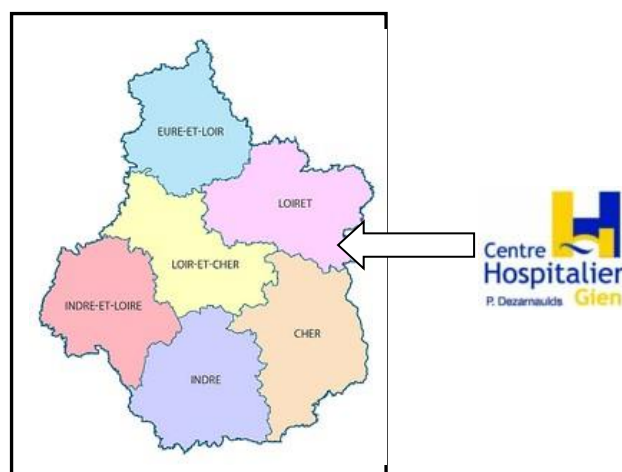 EURE-ET-LOIR
LOIRET
LOIR-ET-CHER
INDRE-ET-LOIRE
CHER
INDRE
Centre
Hospitalier
P. Dezarnaulds Gien